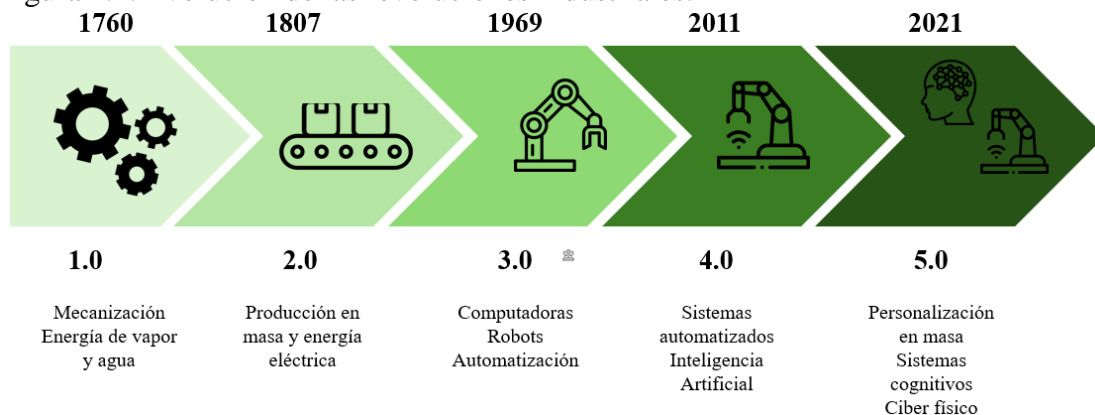 1760
1807
1969
2011
2021
1.0
2.0
3.0
4.0
5.0
Mecanización
Energía de vapor
y agua
Producción en
masa y energía
eléctrica
Computadoras
Robots
Automatización
Sistemas
automatizados
Inteligencia
Artificial
Personalización
en masa
Sistemas
cognitivos
Ciber físico